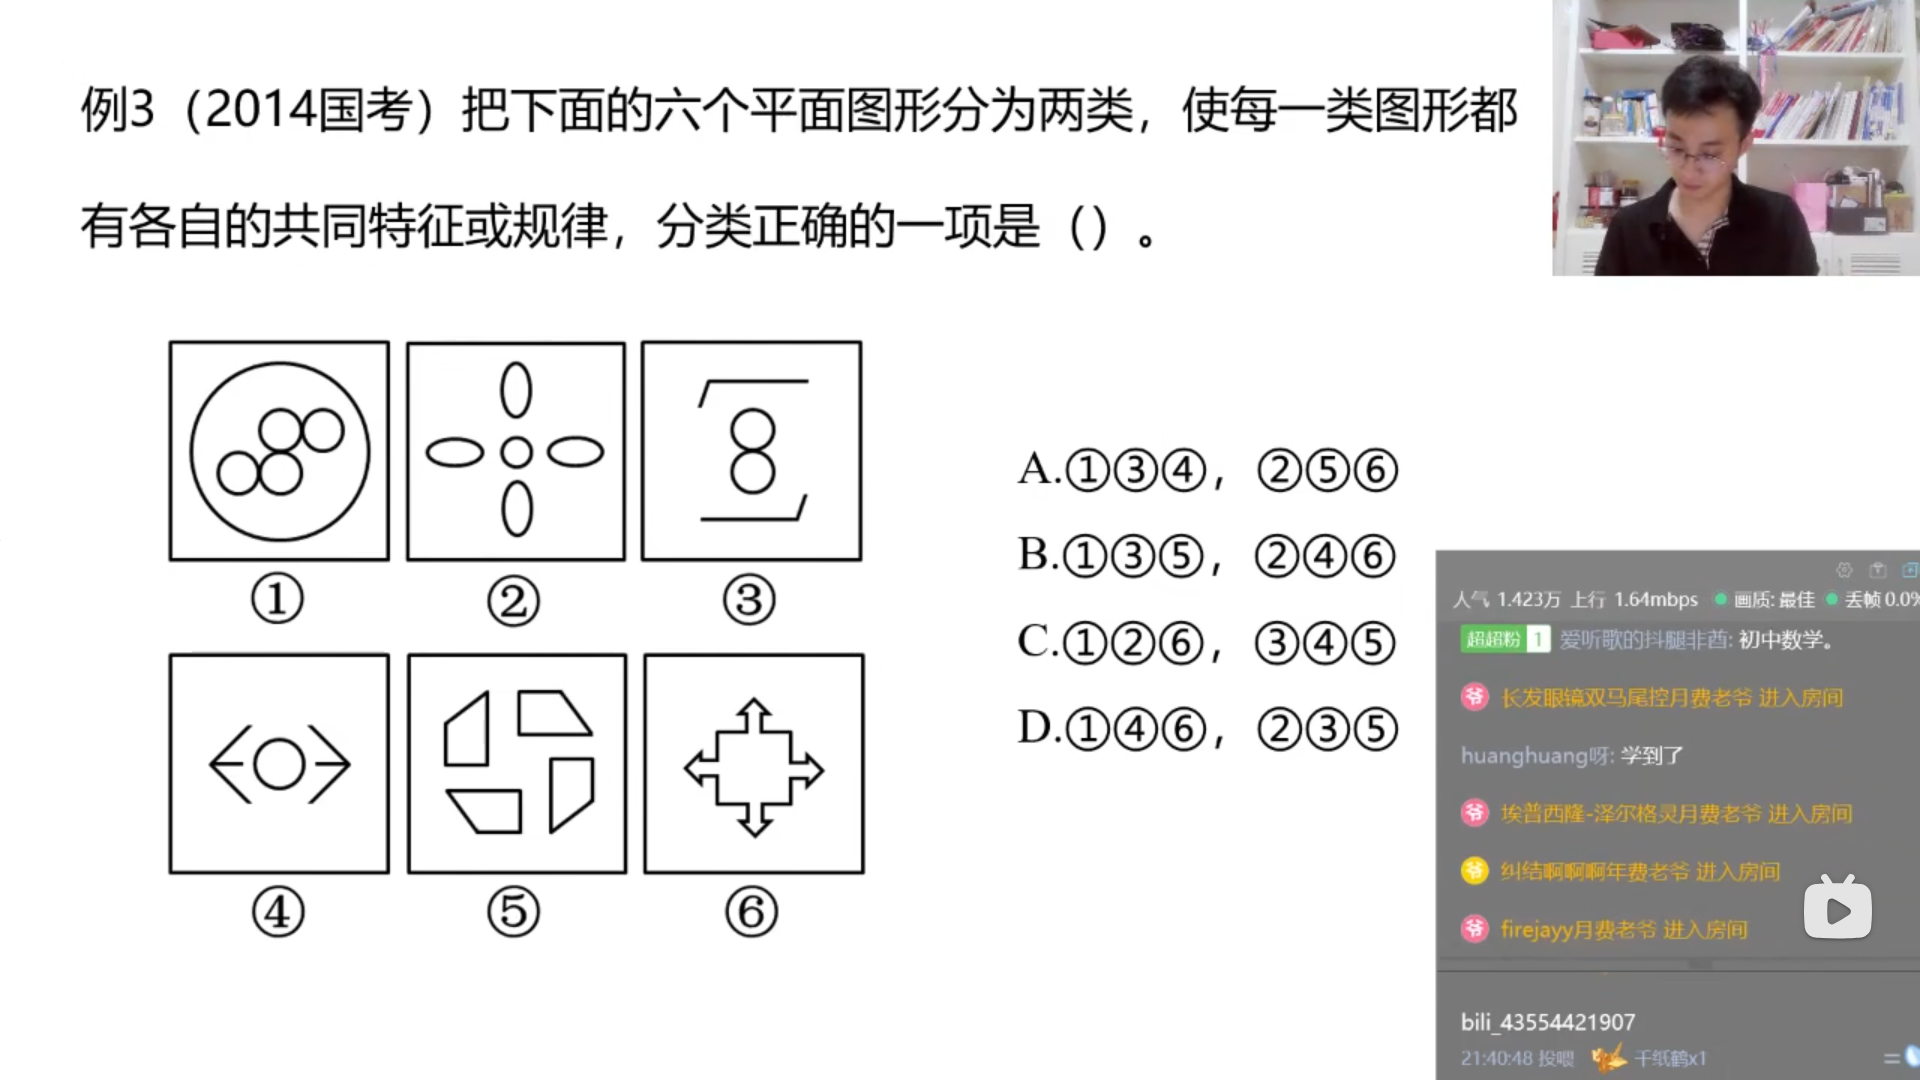 例3（2014国考）把下面的六个平面图形分为两类，使每一类图形都
有各自的共同特征或规律，分类正确的一项是（）。
① ② ③
④ ⑤ ⑥
A.①③④，②⑤⑥
B.①③⑤，②④⑥
C.①②⑥，③④⑤
D.①④⑥，②③⑤
人气 1.423万 上行 1.64mbps 画质: 最佳 丢帧 0.0%
超超粉 1 爱听歌的抖腿非酋: 初中数学。
爷 长发眼镜双马尾控月费老爷 进入房间
huanghuang呀: 学到了
爷 埃普西隆-泽尔格灵月费老爷 进入房间
爷 纠结啊啊啊年费老爷 进入房间
爷 firejayy月费老爷 进入房间
bili_43554421907
21:40:48 投喂 千纸鹤x1